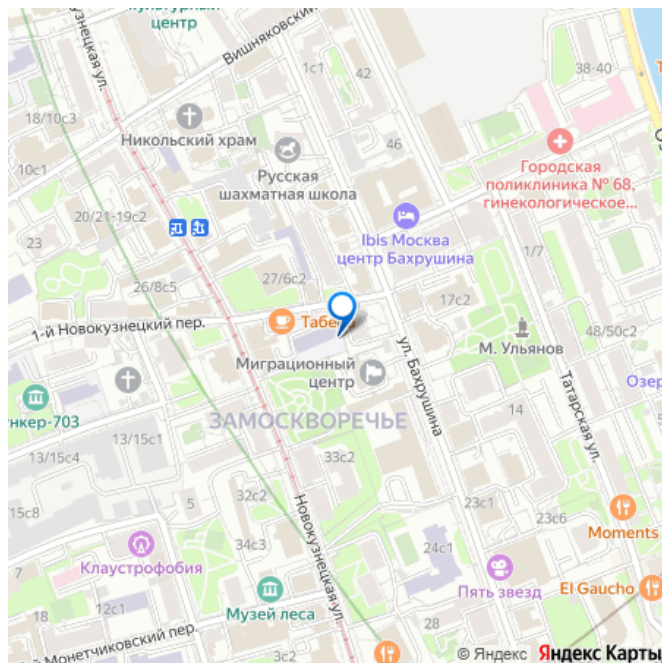 культурный
центр
Вишняковский
Новокузнецкая ул.
1с1
42
38-40
18/10с3
Никольский храм
46
10с1
Русская
шахматная школа
Городская
поликлиника № 68,
гинекологическое...
20/21-19с2
23
Ibis Москва
центр Бахрушина
1/7
27/6с2
26/8с5
17с2
1-й Новокузнецкий пер.
48/50с2
М. Ульянов
ул. Бахрушина
Миграционный
центр
Татарская ул.
Озер
нкер-703
ЗАМОСКВОРЕЧЬЕ
14
13/15с1
13/15с4
33с2
32с2
15с8
5
Новокузнецкая ул.
23с1
23с6
34с3
24с1
Moments
Клаустрофобия
Пять звезд
El Gaucho
18
12с1
Музей леса
й Монетчиковский пер.
3с2
© Яндекс Яндекс Карты